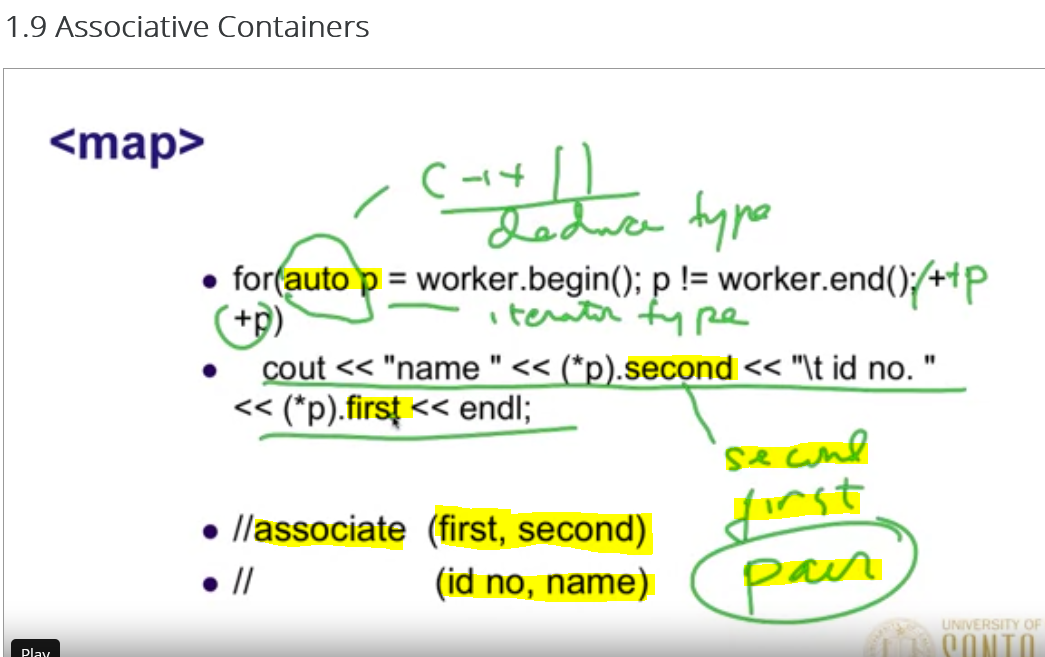 1.9 Associative Containers
<map>
C++ 11
deduce type
for(auto p = worker.begin(); p != worker.end(); ++p
+p)
iterator type
cout << "name " << (*p).second << "\t id no. "
<< (*p).first << endl;
second
first
//associate (first, second)
pair
// (id no, name)
UNIVERSITY OF
Play